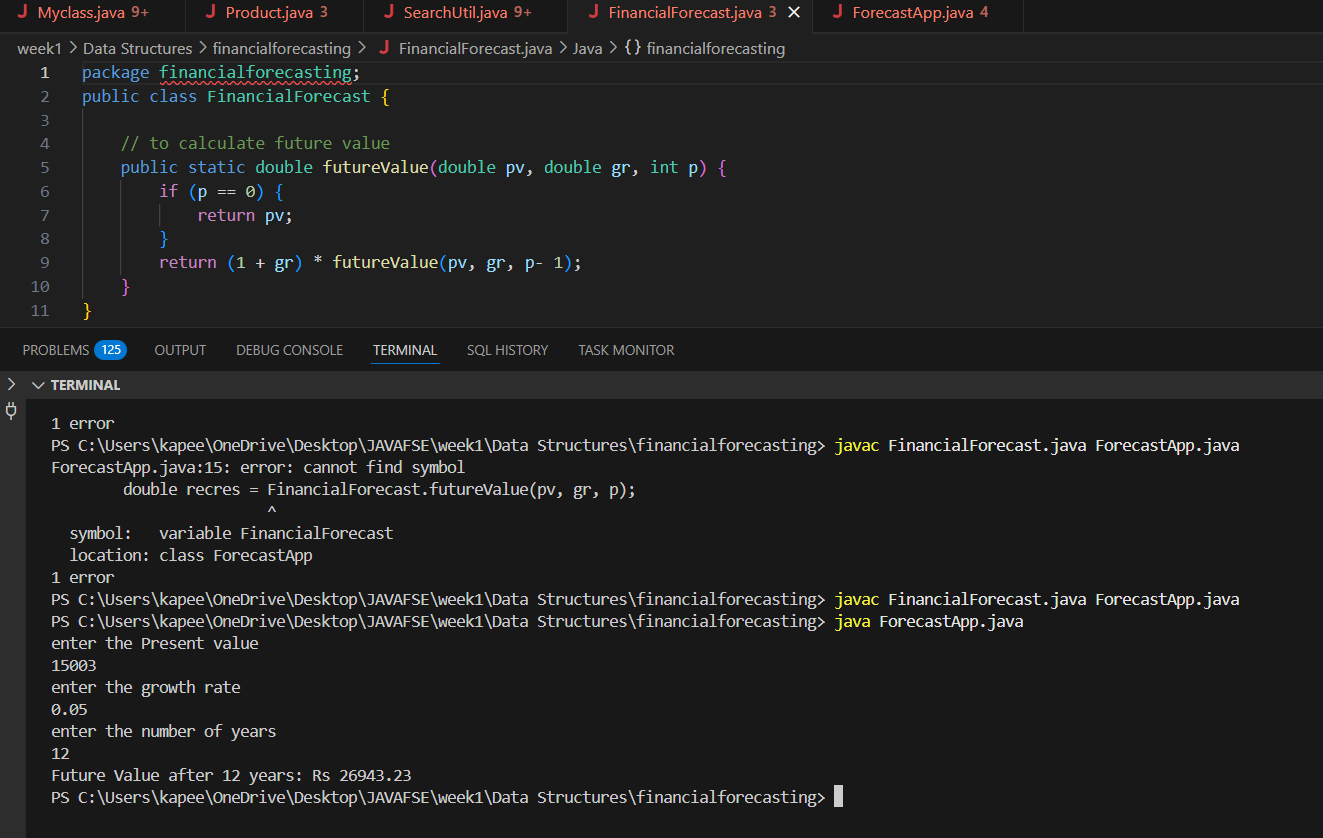 J Myclass.java 9+ J Product.java 3 J SearchUtil.java 9+ J FinancialForecast.java 3 J ForecastApp.java 4
week1 > Data Structures > financialforecasting > J FinancialForecast.java > Java > {} financialforecasting
1 package financialforecasting;
2 public class FinancialForecast {
3
4 // to calculate future value
5 public static double futureValue(double pv, double gr, int p) {
6 if (p == 0) {
7 return pv;
8 }
9 return (1 + gr) * futureValue(pv, gr, p- 1);
10 }
11 }
PROBLEMS 125 OUTPUT DEBUG CONSOLE TERMINAL SQL HISTORY TASK MONITOR
TERMINAL
1 error
PS C:\Users\kapee\OneDrive\Desktop\JAVAFSE\week1\Data Structures\financialforecasting> javac FinancialForecast.java ForecastApp.java
ForecastApp.java:15: error: cannot find symbol
double recres = FinancialForecast.futureValue(pv, gr, p);
^
symbol: variable FinancialForecast
location: class ForecastApp
1 error
PS C:\Users\kapee\OneDrive\Desktop\JAVAFSE\week1\Data Structures\financialforecasting> javac FinancialForecast.java ForecastApp.java
PS C:\Users\kapee\OneDrive\Desktop\JAVAFSE\week1\Data Structures\financialforecasting> java ForecastApp.java
enter the Present value
15003
enter the growth rate
0.05
enter the number of years
12
Future Value after 12 years: Rs 26943.23
PS C:\Users\kapee\OneDrive\Desktop\JAVAFSE\week1\Data Structures\financialforecasting>